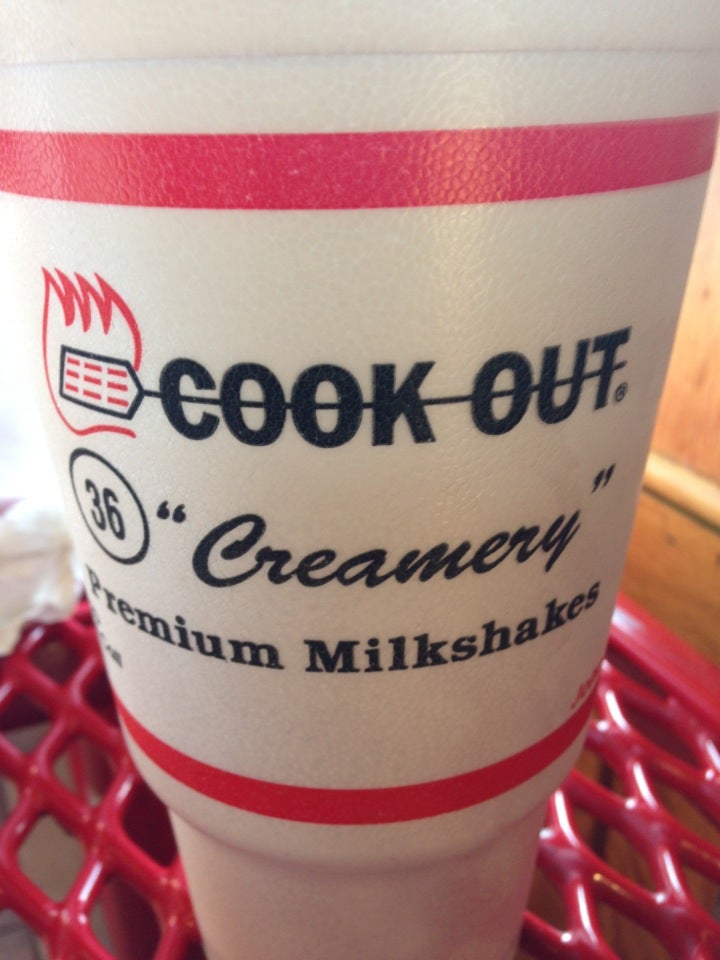 COOK OUT®
36 "Creamery"
Premium Milkshakes